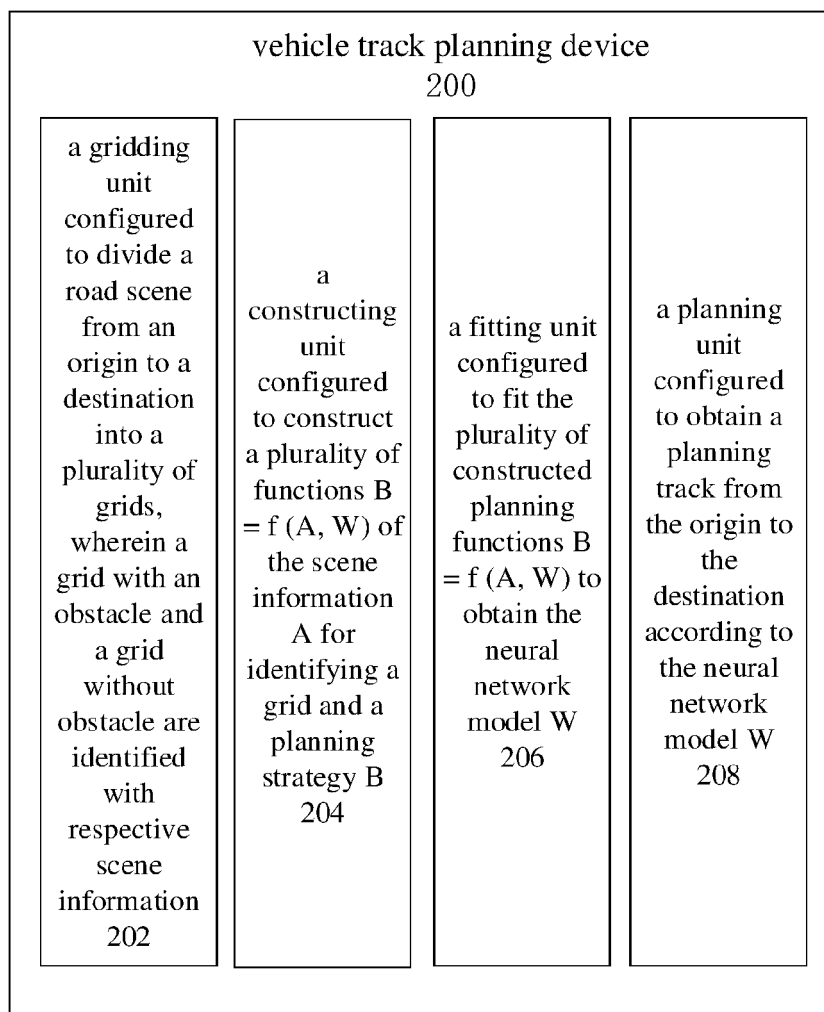 vehicle track planning device
200
a gridding
unit
configured
to divide a
road scene
from an
origin to a
destination
into a
plurality of
grids,
wherein a
grid with an
obstacle and
a grid
without
obstacle are
identified
with
respective
scene
information
202
a
constructing
unit
configured
to construct
a plurality of
functions B
= f (A, W) of
the scene
information
A for
identifying a
grid and a
planning
strategy B
204
a fitting unit
configured
to fit the
plurality of
constructed
planning
functions B
= f (A, W) to
obtain the
neural
network
model W
206
a planning
unit
configured
to obtain a
planning
track from
the origin to
the
destination
according to
the neural
network
model W
208